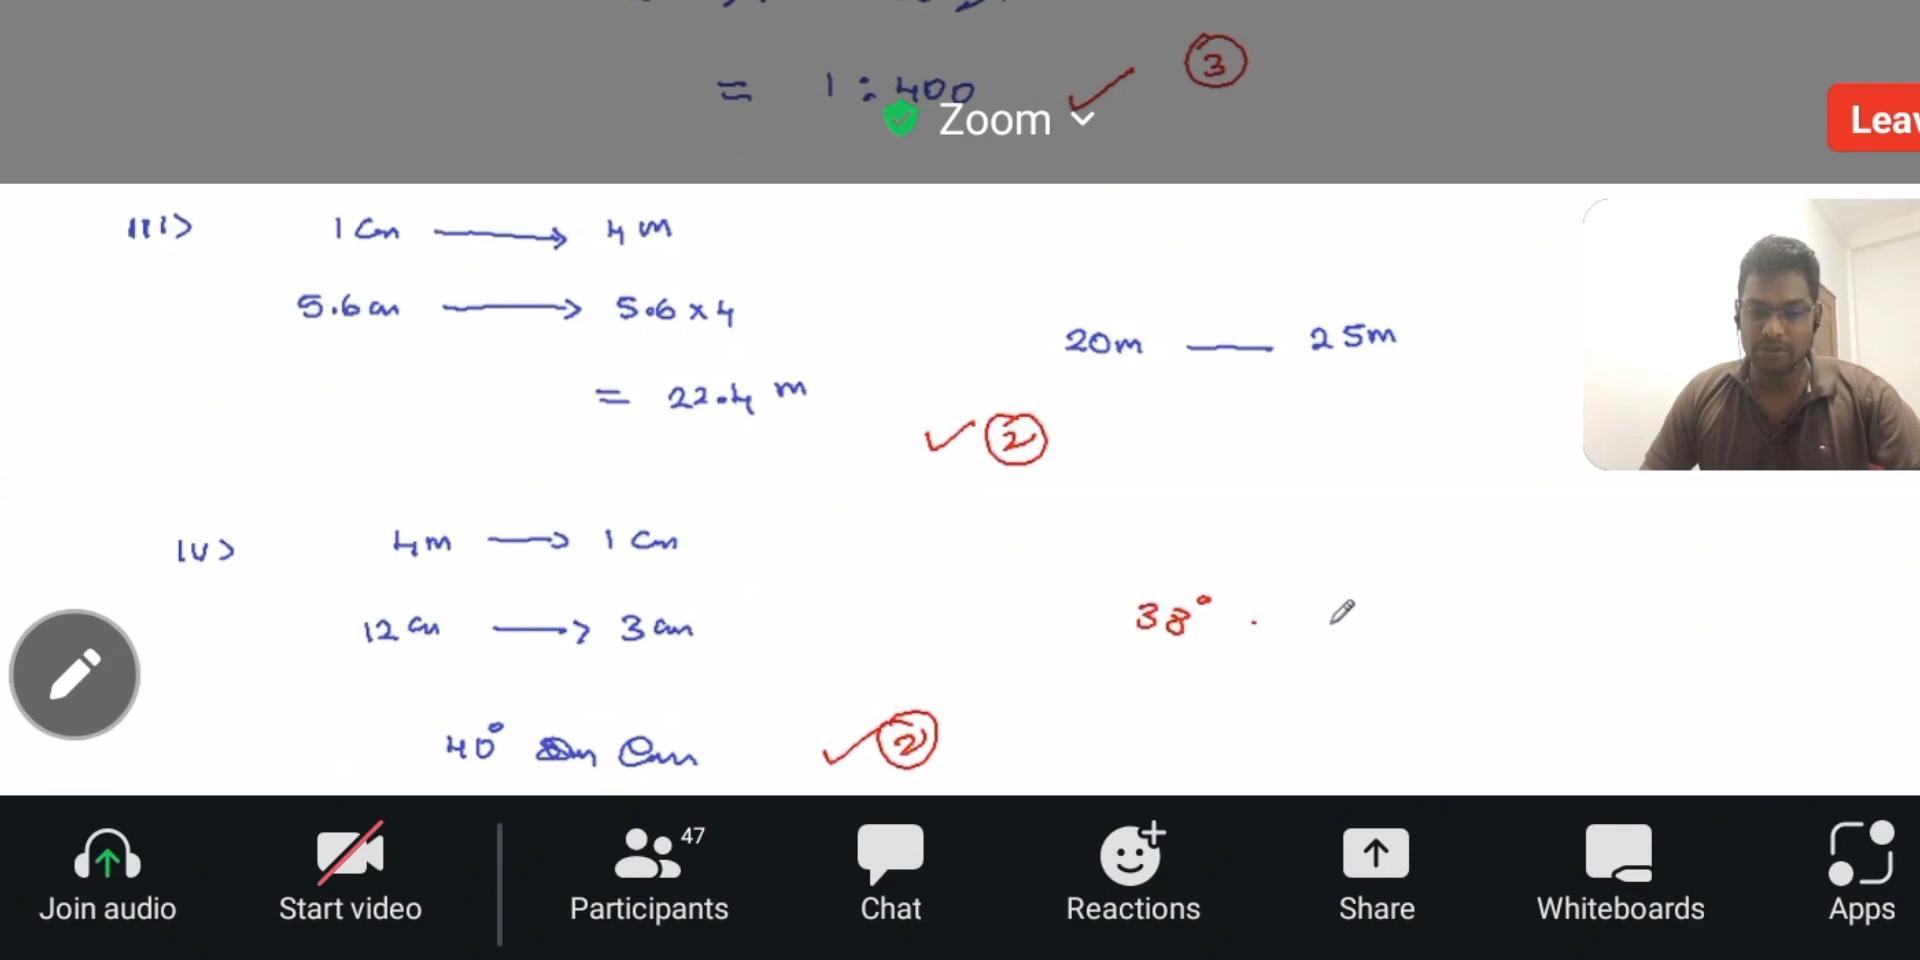 = 1 : 400 ✓ 3
Zoom
Leav
III> 1 cm → 4 m
5.6 cm → 5.6 x 4
20m — 25m
= 22.4 m
✓ 2
IV> 4m → 1 cm
12 cm → 3 cm
38° .
40° cm ✓ 2
47
Join audio
Start video
Participants
Chat
Reactions
Share
Whiteboards
Apps